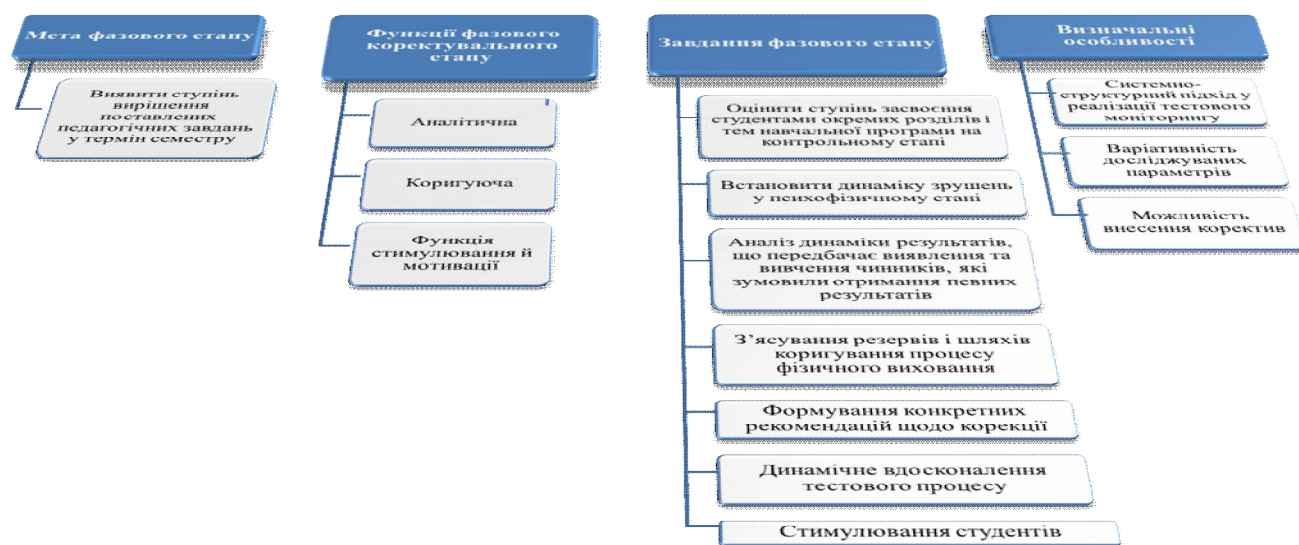 Мета фазового етапу
Виявити ступінь
вирішення
поставлених
педагогічних завдань
у термін семестру
Функції фазового
коректувального
етапу
Аналітична
Коригуюча
Функція
стимулювання й
мотивації
Завдання фазового етапу
Оцінити ступінь засвоєння
студентами окремих розділів і
тем навчальної програми на
контрольному етапі
Встановити динаміку зрушень
у психофізичному стані
Аналіз динаміки результатів,
що передбачає виявлення та
вивчення чинників, які
зумовили отримання певних
результатів
З’ясування резервів і шляхів
коригування процесу
фізичного виховання
Формування конкретних
рекомендацій щодо корекції
Динамічне вдосконалення
тестового процесу
Стимулювання студентів
Визначальні
особливості
Системно-
структурний підхід у
реалізації тестового
моніторингу
Варіативність
досліджуваних
параметрів
Можливість
внесення коректив